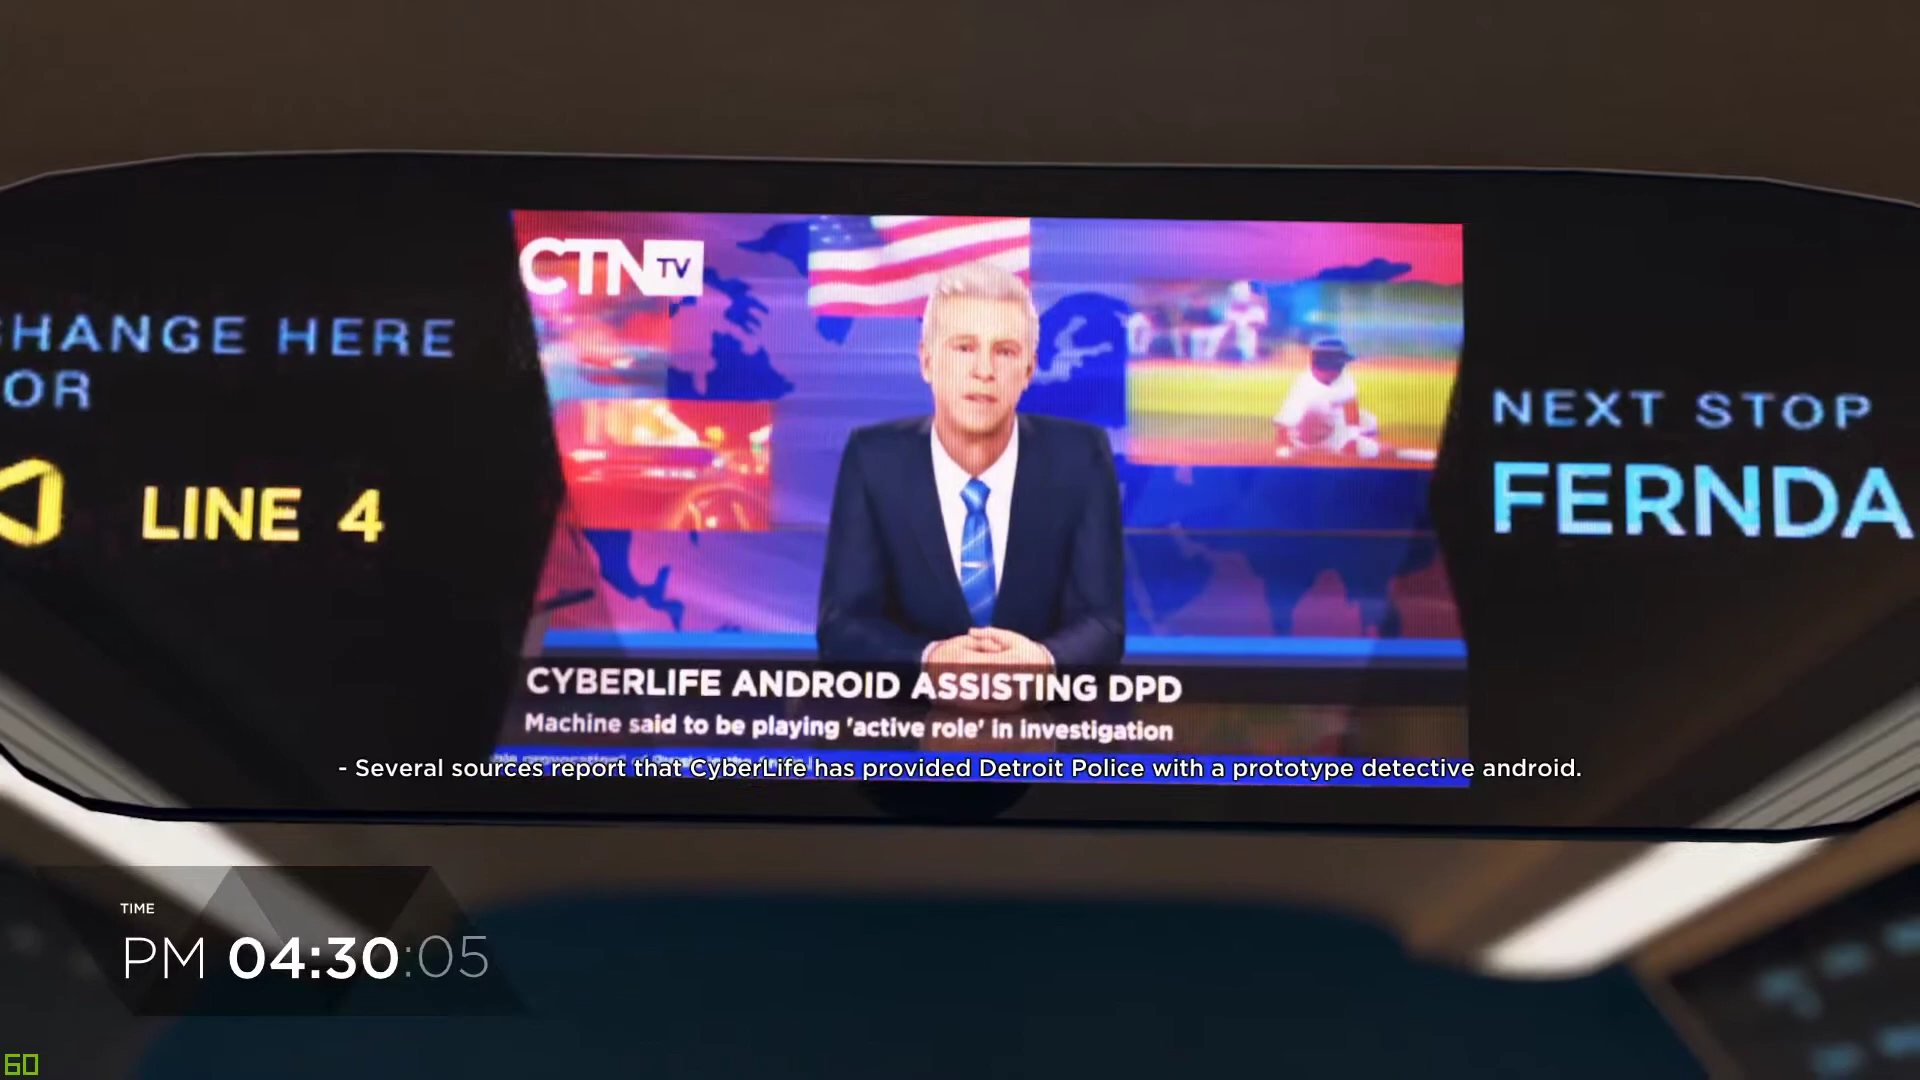 CTN TV
HANGE HERE
OR
LINE 4
NEXT STOP
FERNDA
CYBERLIFE ANDROID ASSISTING DPD
Machine said to be playing 'active role' in investigation
- Several sources report that CyberLife has provided Detroit Police with a prototype detective android.
TIME
PM 04:30:05
60